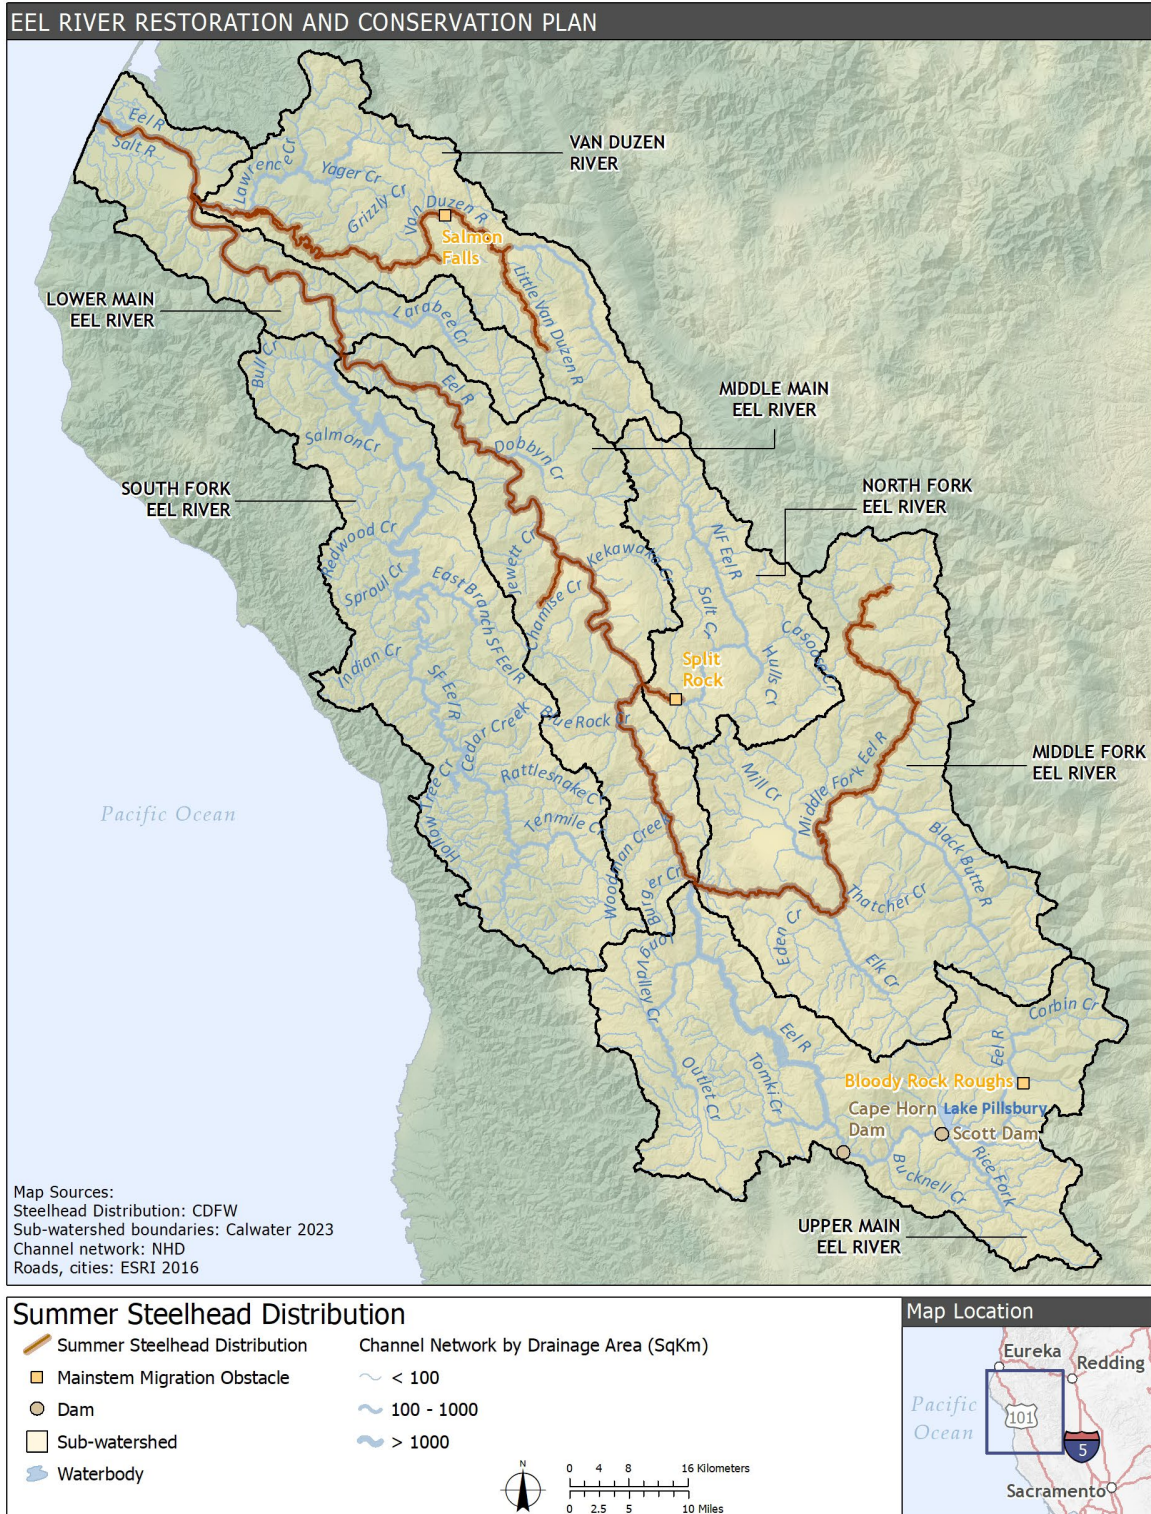 EEL RIVER RESTORATION AND CONSERVATION PLAN
Eel R
Salt R
Lawrence Cr
Yager Cr
Grizzly Cr
Van Duzen R
VAN DUZEN
RIVER
Salmon
Falls
Little Van Duzen R
LOWER MAIN
EEL RIVER
Larabee Cr
Bull Cr
Eel R
MIDDLE MAIN
EEL RIVER
Salmon Cr
Dobbyn Cr
SOUTH FORK
EEL RIVER
NORTH FORK
EEL RIVER
Redwood Cr
Sproul Cr
East Branch SF Eel R
Jewett Cr
Kekawaka Cr
Chamise Cr
NF Eel R
Salt Cr
Hulls Cr
Casoose Cr
Split
Rock
Indian Cr
SF Eel R
Cedar Creek
Blue Rock Cr
Rattlesnake Cr
Hollow Tree Cr
Tenmile Cr
Woodman Creek
Burger Cr
Mill Cr
Middle Fork Eel R
MIDDLE FORK
EEL RIVER
Black Butte R
Thatcher Cr
Eden Cr
Elk Cr
Pacific Ocean
Long Valley Cr
Outlet Cr
Tomki Cr
Eel R
Eel R
Corbin Cr
Bloody Rock Roughs
Cape Horn
Dam
Lake Pillsbury
Scott Dam
Bucknell Cr
Rice Fork
UPPER MAIN
EEL RIVER
Map Sources:
Steelhead Distribution: CDFW
Sub-watershed boundaries: Calwater 2023
Channel network: NHD
Roads, cities: ESRI 2016
Summer Steelhead Distribution
Summer Steelhead Distribution
Mainstem Migration Obstacle
Dam
Sub-watershed
Waterbody
Channel Network by Drainage Area (SqKm)
< 100
100 - 1000
> 1000
N
0 4 8 16 Kilometers
0 2.5 5 10 Miles
Map Location
Eureka
Redding
Pacific
Ocean
101
5
Sacramento